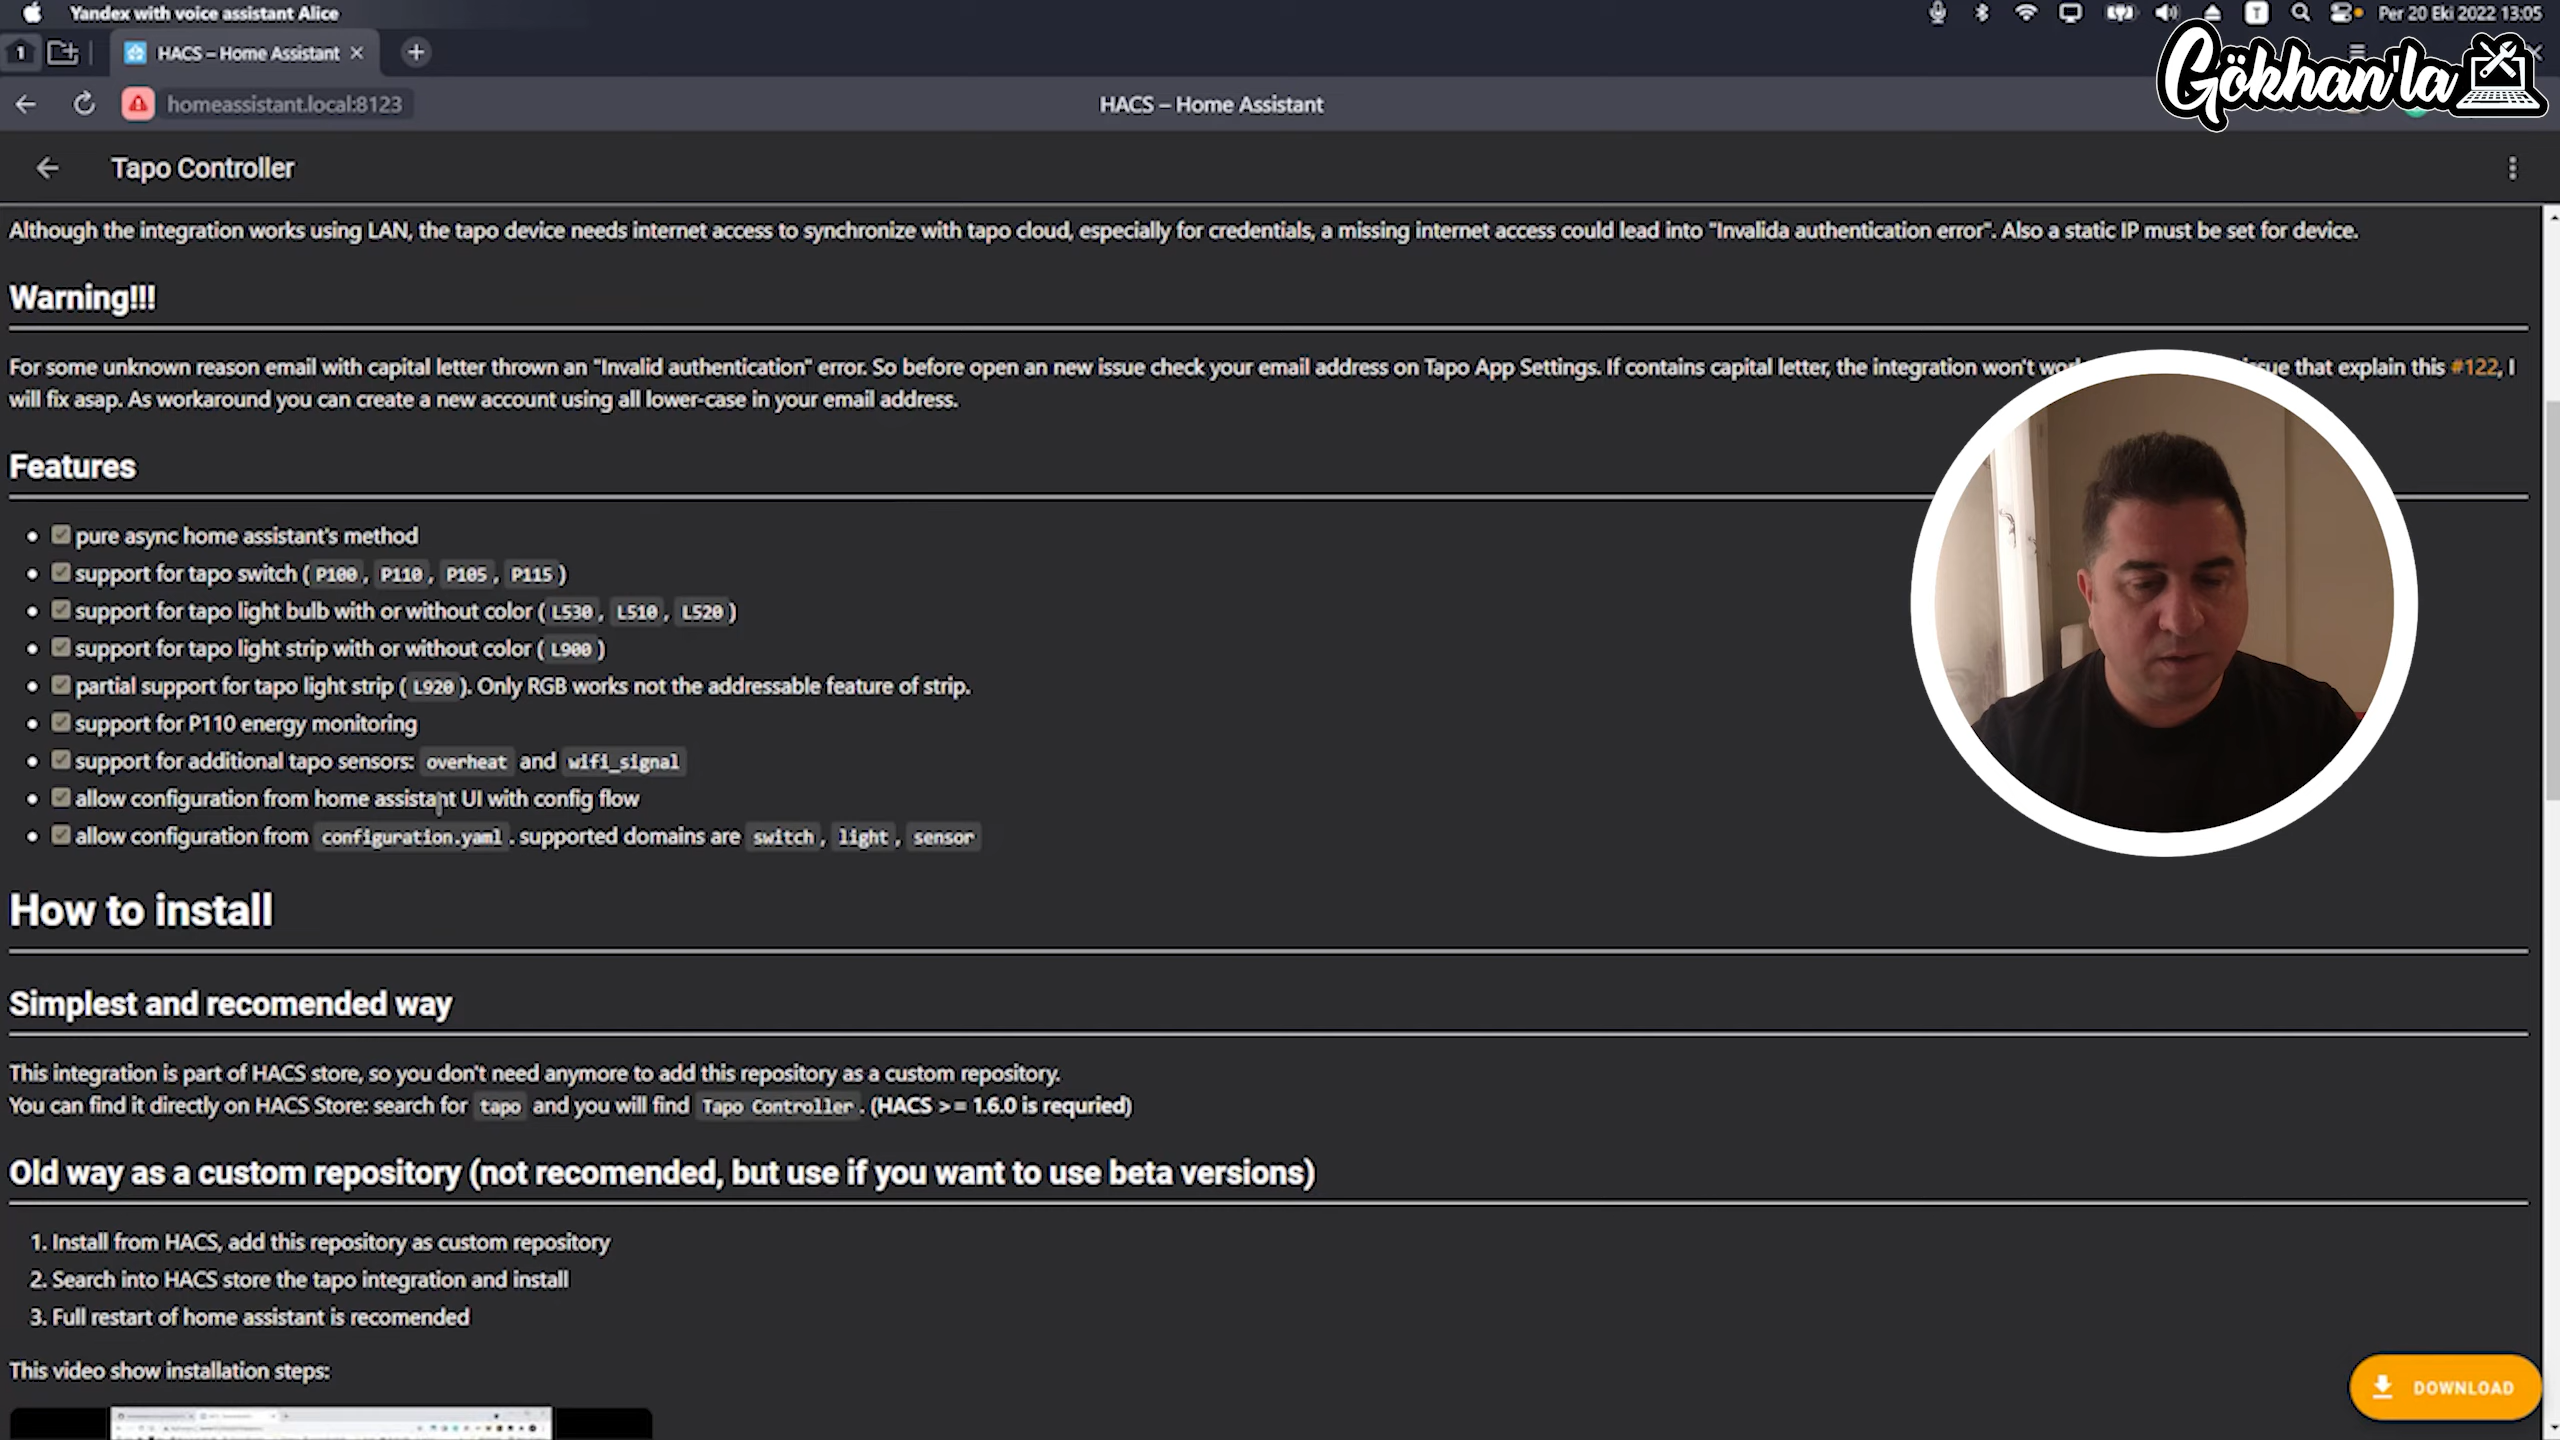 Yandex with voice assistant Alice
T
Per 20 Eki 2022 13:05
1
HACS – Home Assistant
Gökhan'la
homeassistant.local:8123
HACS – Home Assistant
Tapo Controller
Although the integration works using LAN, the tapo device needs internet access to synchronize with tapo cloud, especially for credentials, a missing internet access could lead into "Invalida authentication error". Also a static IP must be set for device.
Warning!!!
For some unknown reason email with capital letter thrown an "Invalid authentication" error. So before open an new issue check your email address on Tapo App Settings. If contains capital letter, the integration won't that explain this #122, I
will fix asap. As workaround you can create a new account using all lower-case in your email address.
Features
pure async home assistant's method
support for tapo switch ( P100 , P110 , P105 , P115 )
support for tapo light bulb with or without color ( L530 , L510 , L520 )
support for tapo light strip with or without color ( L900 )
partial support for tapo light strip ( L920 ). Only RGB works not the addressable feature of strip.
support for P110 energy monitoring
support for additional tapo sensors: overheat and wifi_signal
allow configuration from home assistant UI with config flow
allow configuration from configuration.yaml . supported domains are switch , light , sensor
How to install
Simplest and recomended way
This integration is part of HACS store, so you don't need anymore to add this repository as a custom repository.
You can find it directly on HACS Store: search for tapo and you will find Tapo Controller . (HACS >= 1.6.0 is requried)
Old way as a custom repository (not recomended, but use if you want to use beta versions)
1. Install from HACS, add this repository as custom repository
2. Search into HACS store the tapo integration and install
3. Full restart of home assistant is recomended
This video show installation steps:
DOWNLOAD